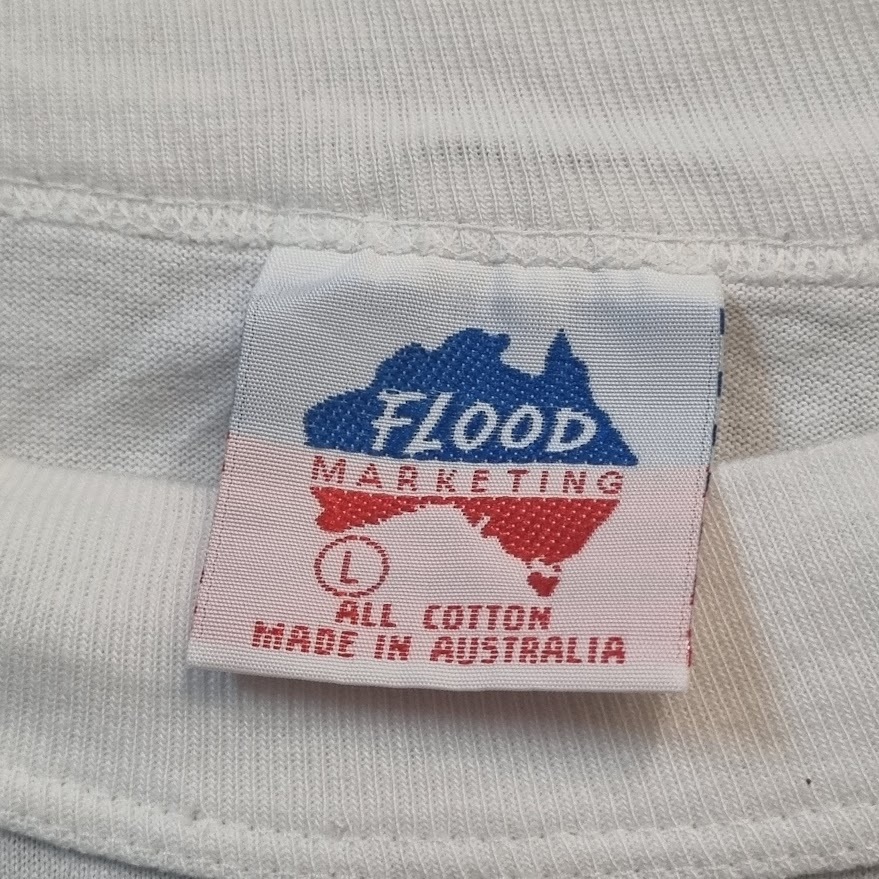 FLOOD
MARKETING
L
ALL COTTON
MADE IN AUSTRALIA